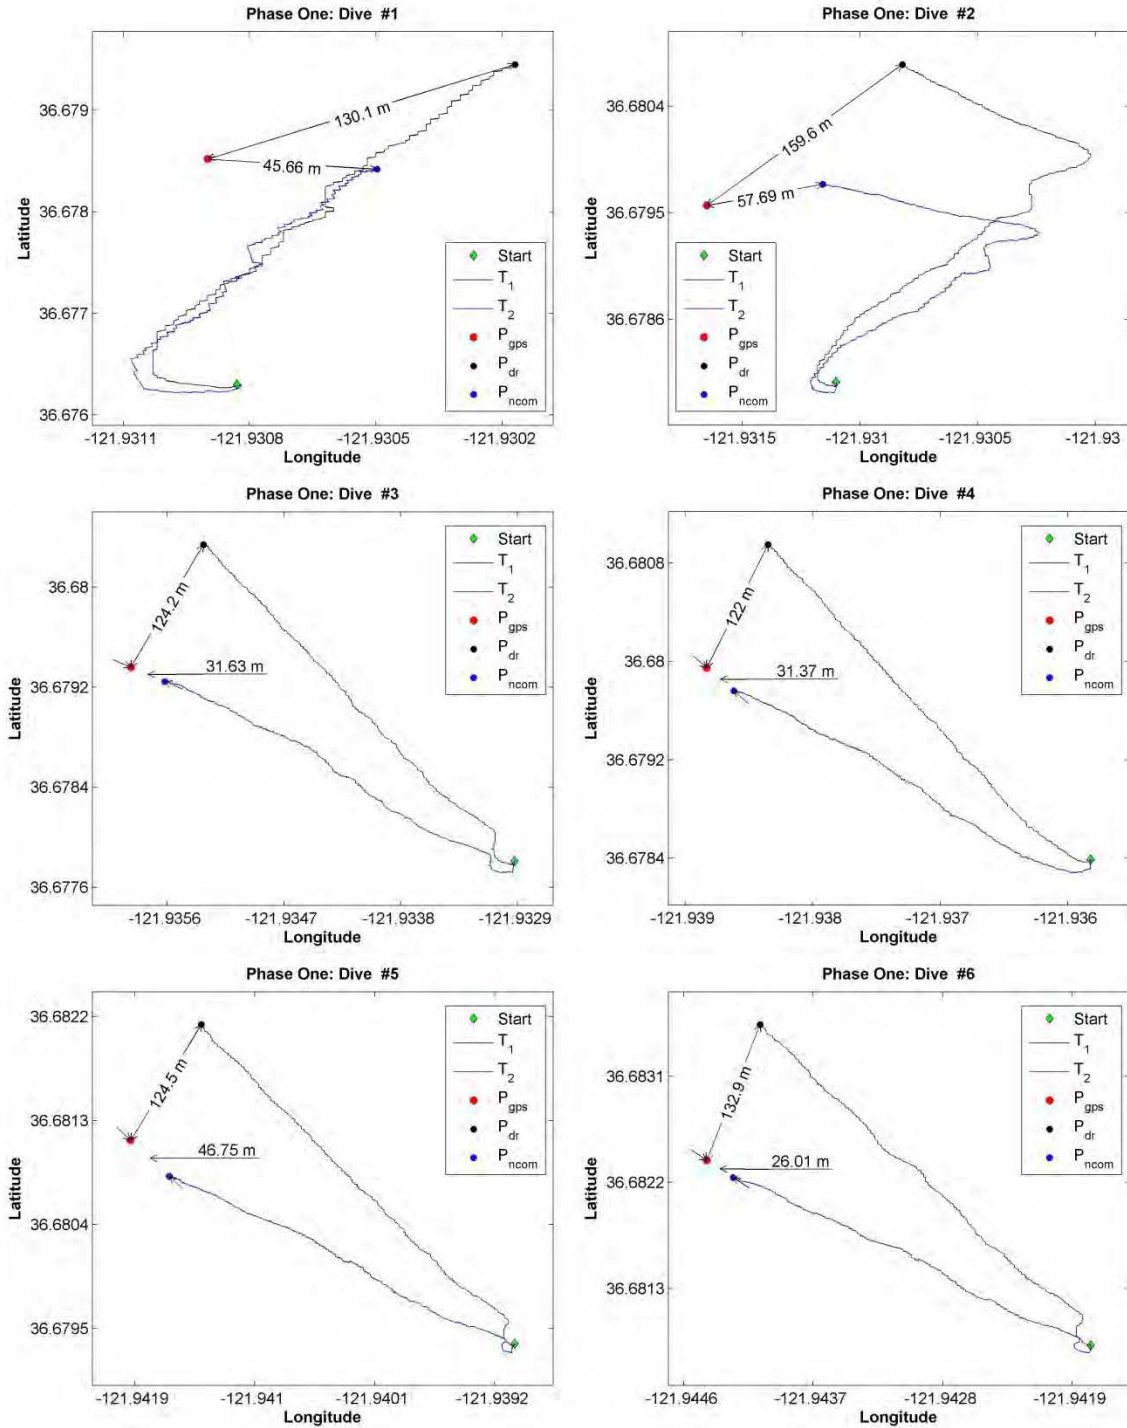 Phase One: Dive #1
36.679
36.678
36.677
36.676
Latitude
130.1 m
45.66 m
Start
T1
T2
Pgps
Pdr
Pncom
-121.9311
-121.9308
-121.9305
-121.9302
Longitude
Phase One: Dive #2
36.6804
36.6795
36.6786
Latitude
159.6 m
57.69 m
Start
T1
T2
Pgps
Pdr
Pncom
-121.9315
-121.931
-121.9305
-121.93
Longitude
Phase One: Dive #3
36.68
36.6792
36.6784
36.6776
Latitude
124.2 m
31.63 m
Start
T1
T2
Pgps
Pdr
Pncom
-121.9356
-121.9347
-121.9338
-121.9329
Longitude
Phase One: Dive #4
36.6808
36.68
36.6792
36.6784
Latitude
122 m
31.37 m
Start
T1
T2
Pgps
Pdr
Pncom
-121.939
-121.938
-121.937
-121.936
Longitude
Phase One: Dive #5
36.6822
36.6813
36.6804
36.6795
Latitude
124.5 m
46.75 m
Start
T1
T2
Pgps
Pdr
Pncom
-121.9419
-121.941
-121.9401
-121.9392
Longitude
Phase One: Dive #6
36.6831
36.6822
36.6813
Latitude
132.9 m
26.01 m
Start
T1
T2
Pgps
Pdr
Pncom
-121.9446
-121.9437
-121.9428
-121.9419
Longitude